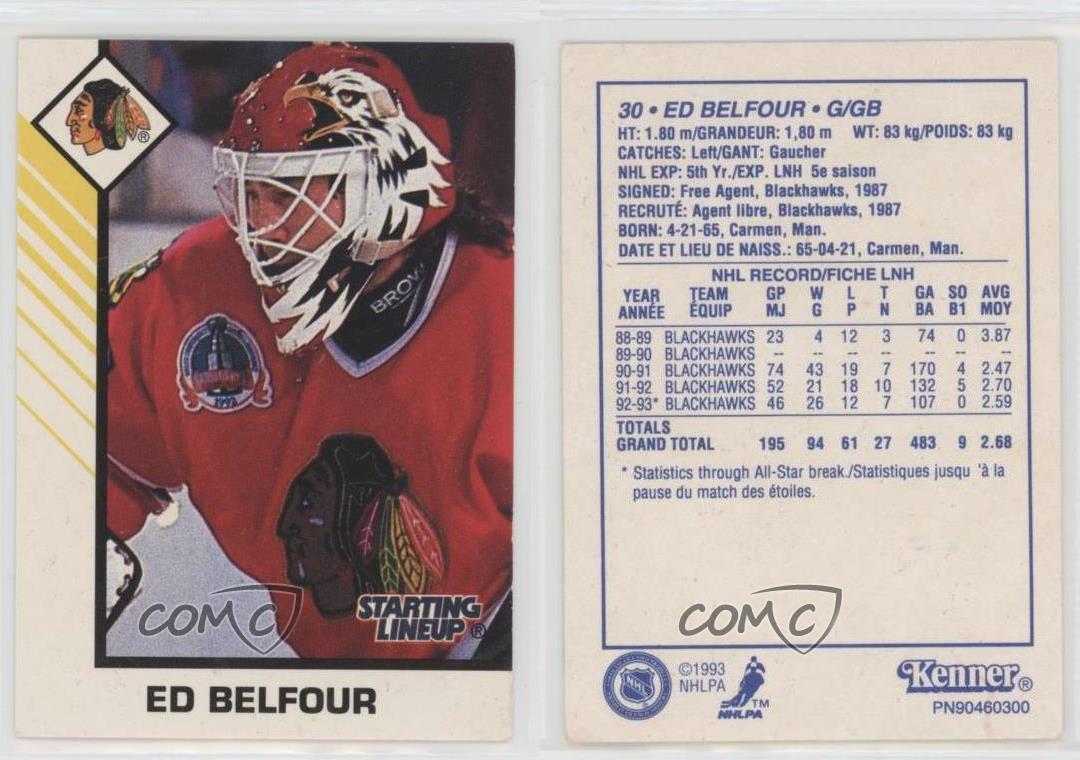 ®
BROW
1993
STARTING
LINEUP ®
ED BELFOUR
COMC
30 • ED BELFOUR • G/GB
HT: 1.80 m/GRANDEUR: 1,80 m WT: 83 kg/POIDS: 83 kg
CATCHES: Left/GANT: Gaucher
NHL EXP: 5th Yr./EXP. LNH 5e saison
SIGNED: Free Agent, Blackhawks, 1987
RECRUTÉ: Agent libre, Blackhawks, 1987
BORN: 4-21-65, Carmen, Man.
DATE ET LIEU DE NAISS.: 65-04-21, Carmen, Man.
NHL RECORD/FICHE LNH
YEAR TEAM GP W L T GA SO AVG
ANNÉE ÉQUIP MJ G P N BA B1 MOY
88-89 BLACKHAWKS 23 4 12 3 74 0 3.87
89-90 BLACKHAWKS -- -- -- -- -- -- --
90-91 BLACKHAWKS 74 43 19 7 170 4 2.47
91-92 BLACKHAWKS 52 21 18 10 132 5 2.70
92-93* BLACKHAWKS 46 26 12 7 107 0 2.59
TOTALS
GRAND TOTAL 195 94 61 27 483 9 2.68
* Statistics through All-Star break./Statistiques jusqu 'à la
pause du match des étoiles.
COMC
NHL
©1993
NHLPA
NHLPA TM
Kenner®
PN90460300